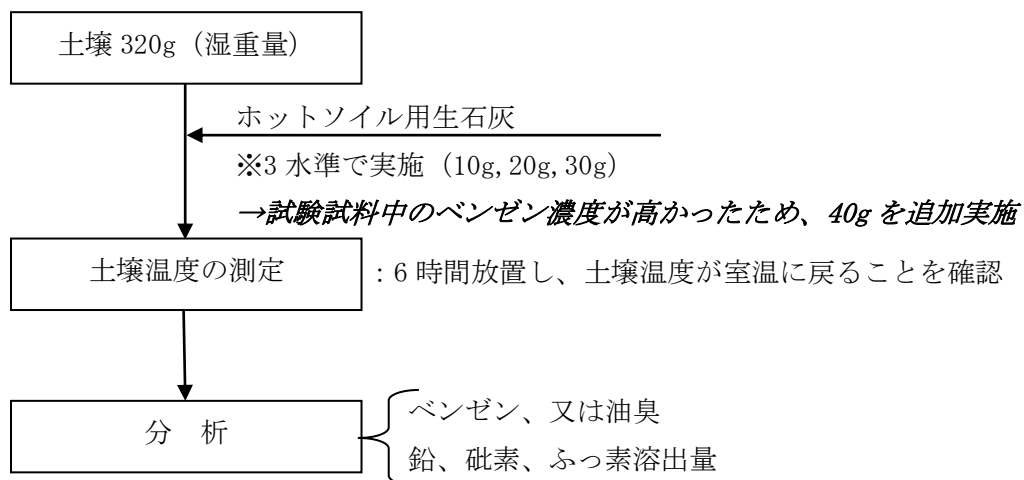 土壌 320g（湿重量）
ホットソイル用生石灰
※3 水準で実施（10g, 20g, 30g）
→試験試料中のベンゼン濃度が高かったため、40g を追加実施
土壌温度の測定
：6 時間放置し、土壌温度が室温に戻ることを確認
分　析
ベンゼン、又は油臭
鉛、砒素、ふっ素溶出量